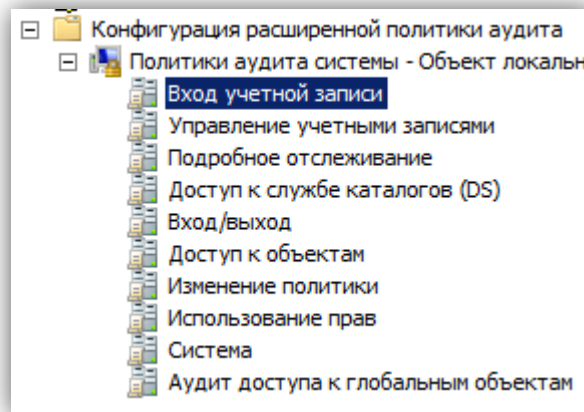 Конфигурация расширенной политики аудита
Политики аудита системы - Объект локальн
Вход учетной записи
Управление учетными записями
Подробное отслеживание
Доступ к службе каталогов (DS)
Вход/выход
Доступ к объектам
Изменение политики
Использование прав
Система
Аудит доступа к глобальным объектам